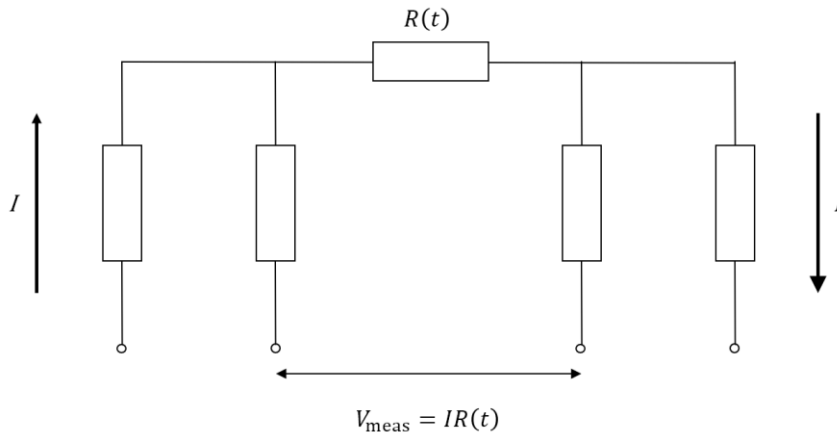 R(t)
I
I
V_meas = IR(t)